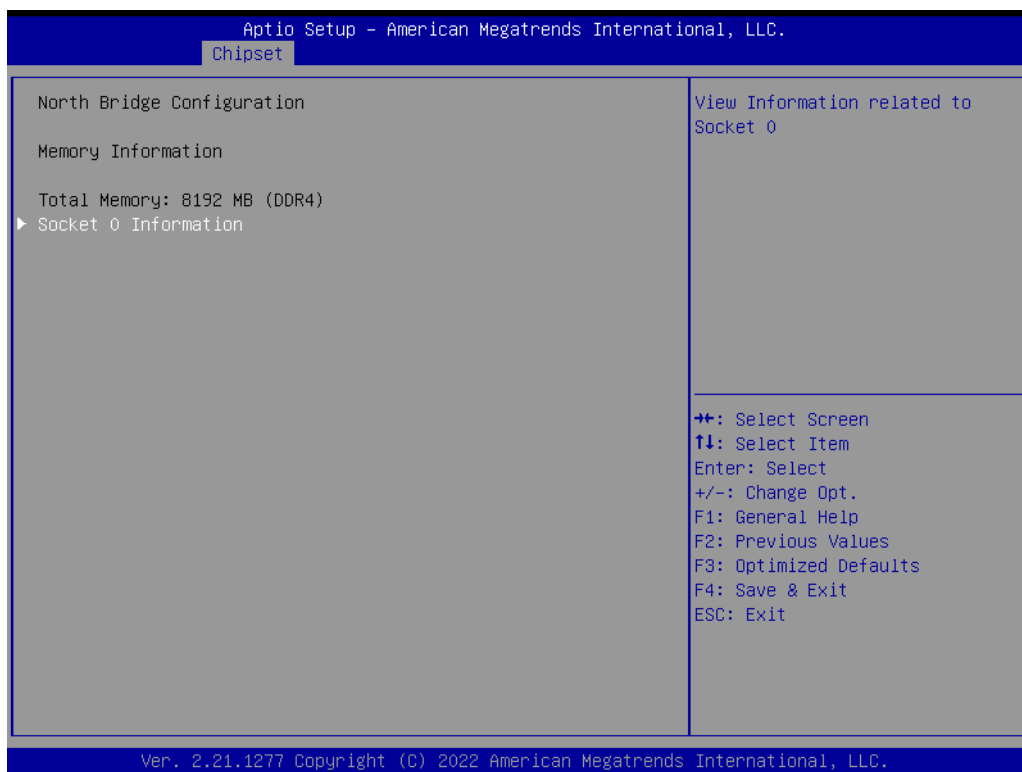 Aptio Setup – American Megatrends International, LLC.
Chipset
North Bridge Configuration
Memory Information
Total Memory: 8192 MB (DDR4)
▶ Socket 0 Information
View Information related to
Socket 0
→←: Select Screen
↑↓: Select Item
Enter: Select
+/-: Change Opt.
F1: General Help
F2: Previous Values
F3: Optimized Defaults
F4: Save & Exit
ESC: Exit
Ver. 2.21.1277 Copyright (C) 2022 American Megatrends International, LLC.